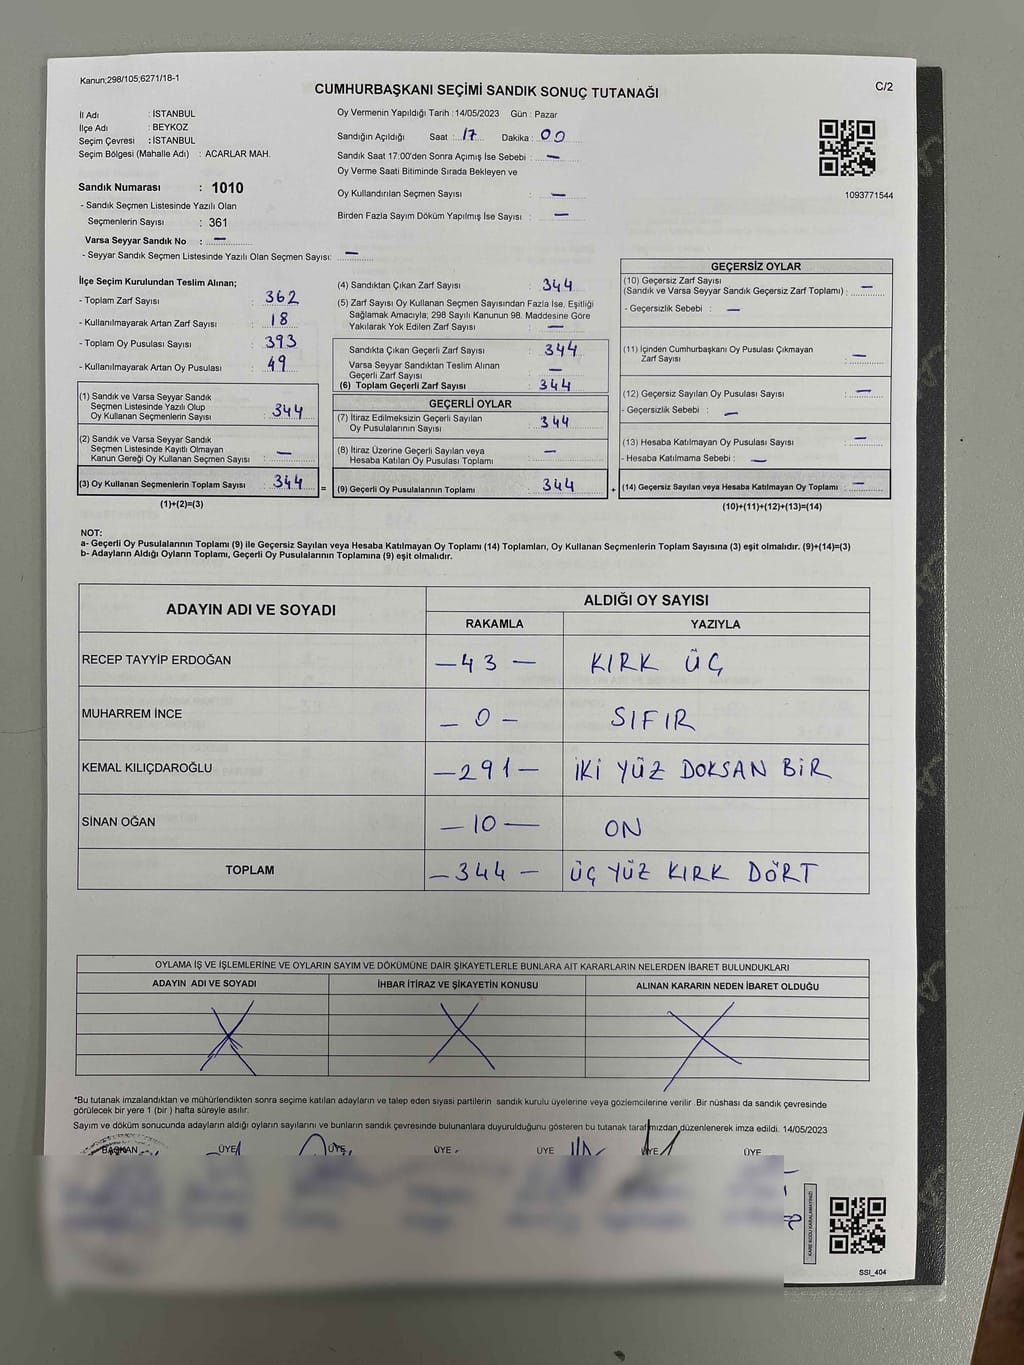 Kanun;298/105;6271/18-1
CUMHURBAŞKANI SEÇİMİ SANDIK SONUÇ TUTANAĞI
C/2
İl Adı : İSTANBUL
İlçe Adı : BEYKOZ
Seçim Çevresi : İSTANBUL
Seçim Bölgesi (Mahalle Adı) : ACARLAR MAH.
Sandık Numarası : 1010
- Sandık Seçmen Listesinde Yazılı Olan
Seçmenlerin Sayısı : 361
Varsa Seyyar Sandık No : —
- Seyyar Sandık Seçmen Listesinde Yazılı Olan Seçmen Sayısı: —
Oy Vermenin Yapıldığı Tarih : 14/05/2023 Gün : Pazar
Sandığın Açıldığı Saat : 17 Dakika : 00
Sandık Saat 17:00'den Sonra Açımış İse Sebebi : —
Oy Verme Saati Bitiminde Sırada Bekleyen ve
Oy Kullandırılan Seçmen Sayısı : —
Birden Fazla Sayım Döküm Yapılmış İse Sayısı : —
1093771544
İlçe Seçim Kurulundan Teslim Alınan;
- Toplam Zarf Sayısı : 362
- Kullanılmayarak Artan Zarf Sayısı : 18
- Toplam Oy Pusulası Sayısı : 393
- Kullanılmayarak Artan Oy Pusulası : 49
(1) Sandık ve Varsa Seyyar Sandık
Seçmen Listesinde Yazılı Olup
Oy Kullanan Seçmenlerin Sayısı : 344
(2) Sandık ve Varsa Seyyar Sandık
Seçmen Listesinde Kayıtlı Olmayan
Kanun Gereği Oy Kullanan Seçmen Sayısı : —
(3) Oy Kullanan Seçmenlerin Toplam Sayısı : 344 =
(1)+(2)=(3)
(4) Sandıktan Çıkan Zarf Sayısı : 344
(5) Zarf Sayısı Oy Kullanan Seçmen Sayısından Fazla İse, Eşitliği
Sağlamak Amacıyla; 298 Sayılı Kanunun 98. Maddesine Göre
Yakılarak Yok Edilen Zarf Sayısı : —
Sandıkta Çıkan Geçerli Zarf Sayısı : 344
Varsa Seyyar Sandıktan Teslim Alınan
Geçerli Zarf Sayısı : —
(6) Toplam Geçerli Zarf Sayısı : 344
GEÇERLİ OYLAR
(7) İtiraz Edilmeksizin Geçerli Sayılan
Oy Pusulalarının Sayısı : 344
(8) İtiraz Üzerine Geçerli Sayılan veya
Hesaba Katılan Oy Pusulası Toplamı : —
(9) Geçerli Oy Pusulalarının Toplamı : 344 +
GEÇERSİZ OYLAR
(10) Geçersiz Zarf Sayısı
(Sandık ve Varsa Seyyar Sandık Geçersiz Zarf Toplamı) : —
- Geçersizlik Sebebi : —
(11) İçinden Cumhurbaşkanı Oy Pusulası Çıkmayan
Zarf Sayısı : —
(12) Geçersiz Sayılan Oy Pusulası Sayısı : —
- Geçersizlik Sebebi : —
(13) Hesaba Katılmayan Oy Pusulası Sayısı : —
- Hesaba Katılmama Sebebi : —
(14) Geçersiz Sayılan veya Hesaba Katılmayan Oy Toplamı : —
(10)+(11)+(12)+(13)=(14)
NOT:
a- Geçerli Oy Pusulalarının Toplamı (9) ile Geçersiz Sayılan veya Hesaba Katılmayan Oy Toplamı (14) Toplamları, Oy Kullanan Seçmenlerin Toplam Sayısına (3) eşit olmalıdır. (9)+(14)=(3)
b- Adayların Aldığı Oyların Toplamı, Geçerli Oy Pusulalarının Toplamına (9) eşit olmalıdır.
ADAYIN ADI VE SOYADI ALDIĞI OY SAYISI
RAKAMLA YAZIYLA
RECEP TAYYİP ERDOĞAN —43— KIRK ÜÇ
MUHARREM İNCE —0— SIFIR
KEMAL KILIÇDAROĞLU —291— İKİ YÜZ DOKSAN BİR
SİNAN OĞAN —10— ON
TOPLAM —344— ÜÇ YÜZ KIRK DÖRT
OYLAMA İŞ VE İŞLEMLERİNE VE OYLARIN SAYIM VE DÖKÜMÜNE DAİR ŞİKAYETLERLE BUNLARA AİT KARARLARIN NELERDEN İBARET BULUNDUKLARI
ADAYIN ADI VE SOYADI İHBAR İTİRAZ VE ŞİKAYETİN KONUSU ALINAN KARARIN NEDEN İBARET OLDUĞU
*Bu tutanak imzalandıktan ve mühürlendikten sonra seçime katılan adayların ve talep eden siyasi partilerin sandık kurulu üyelerine veya gözlemcilerine verilir. Bir nüshası da sandık çevresinde
görülecek bir yere 1 (bir ) hafta süreyle asılır.
Sayım ve döküm sonucunda adayların aldığı oyların sayılarını ve bunların sandık çevresinde bulunanlara duyurulduğunu gösteren bu tutanak tarafımızdan düzenlenerek imza edildi. 14/05/2023
BAŞKAN ÜYE ÜYE ÜYE ÜYE ÜYE ÜYE
KARE KODU KARALAMAYINIZ!
SSI_404